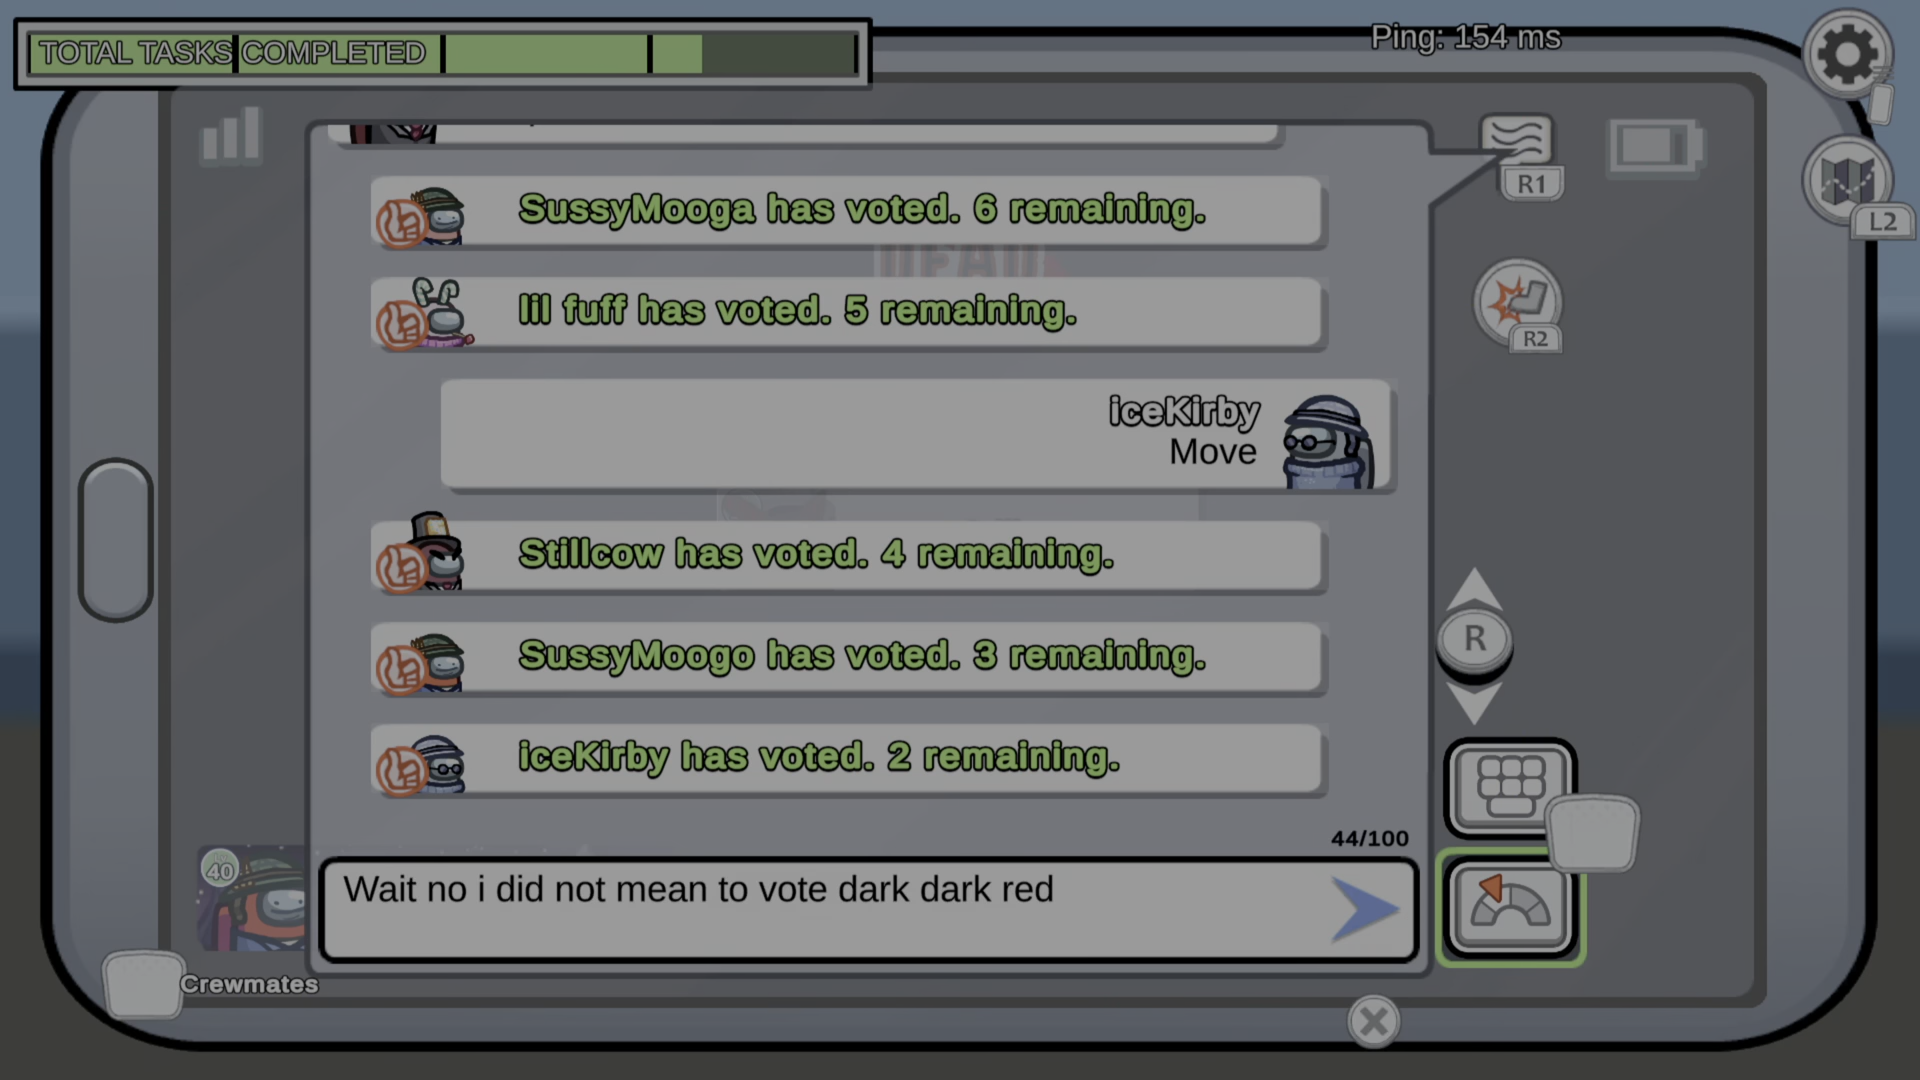 TOTAL TASKS COMPLETED
Ping: 154 ms
R1
L2
SussyMooga has voted. 6 remaining.
lil fuff has voted. 5 remaining.
R2
iceKirby
Move
Stillcow has voted. 4 remaining.
R
SussyMoogo has voted. 3 remaining.
iceKirby has voted. 2 remaining.
44/100
40
Wait no i did not mean to vote dark dark red
Crewmates